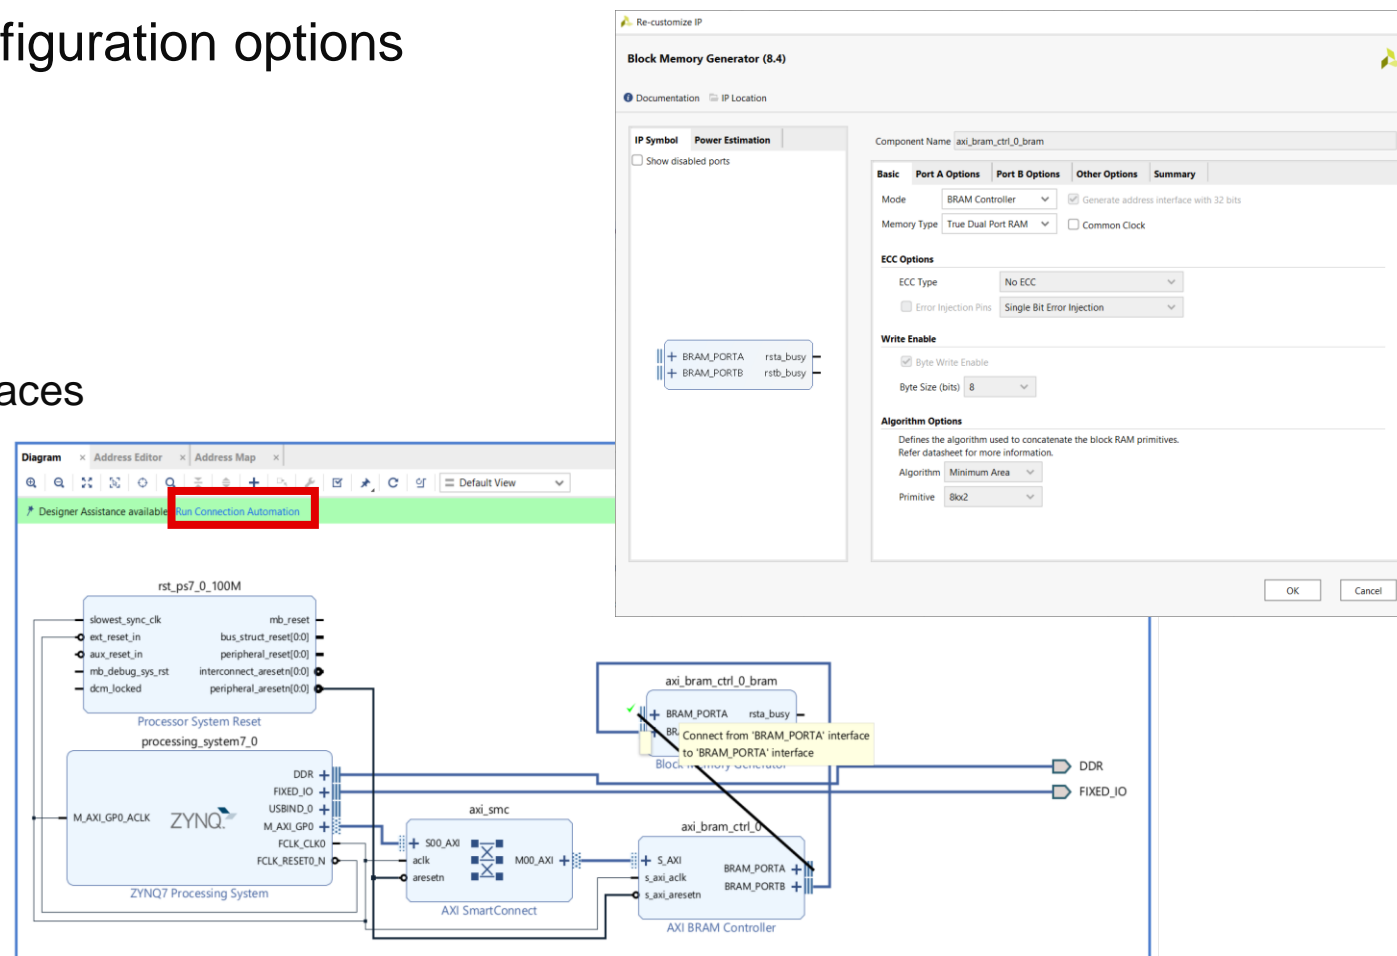 figuration options
aces
Re-customize IP
Block Memory Generator (8.4)
Documentation IP Location
IP Symbol Power Estimation
Show disabled ports
BRAM_PORTA rsta_busy
BRAM_PORTB rstb_busy
Component Name axi_bram_ctrl_0_bram
Basic Port A Options Port B Options Other Options Summary
Mode BRAM Controller Generate address interface with 32 bits
Memory Type True Dual Port RAM Common Clock
ECC Options
ECC Type No ECC
Error Injection Pins Single Bit Error Injection
Write Enable
Byte Write Enable
Byte Size (bits) 8
Algorithm Options
Defines the algorithm used to concatenate the block RAM primitives.
Refer datasheet for more information.
Algorithm Minimum Area
Primitive 8kx2
OK Cancel
Diagram × Address Editor × Address Map ×
Default View
Designer Assistance available Run Connection Automation
rst_ps7_0_100M
slowest_sync_clk mb_reset
ext_reset_in bus_struct_reset[0:0]
aux_reset_in peripheral_reset[0:0]
mb_debug_sys_rst interconnect_aresetn[0:0]
dcm_locked peripheral_aresetn[0:0]
Processor System Reset
processing_system7_0
DDR
FIXED_IO
USBIND_0
M_AXI_GP0_ACLK ZYNQ. M_AXI_GP0
FCLK_CLK0
FCLK_RESET0_N
ZYNQ7 Processing System
axi_smc
S00_AXI
aclk M00_AXI
aresetn
AXI SmartConnect
axi_bram_ctrl_0_bram
BRAM_PORTA rsta_busy
BR
Connect from 'BRAM_PORTA' interface
to 'BRAM_PORTA' interface
Block Memory Generator
axi_bram_ctrl_0
S_AXI BRAM_PORTA
s_axi_aclk BRAM_PORTB
s_axi_aresetn
AXI BRAM Controller
DDR
FIXED_IO